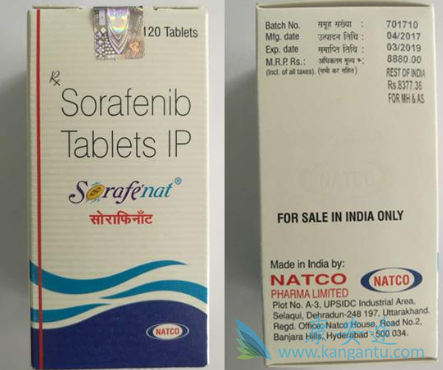 120 Tablets
Rx
Sorafenib
Tablets IP
Sorafenat®
सोराफिनॅट
NATCO
Batch No. समूह संख्या : 701710
Mfg. date उत्पादन तिथि : 04/2017
Exp. date समाप्ति तिथि : 03/2019
M.R.P. Rs.: अधिकतम मूल्य रु.: 8880.00
(Incl. of all taxes) (सभी कर सहित) REST OF INDIA
Rs.8377.36
FOR MH & AS
NATCO
FOR SALE IN INDIA ONLY
Made in India by:
NATCO
PHARMA LIMITED
NATCO
Plot No. A-3, UPSIDC Industrial Area,
Selaqui, Dehradun-248 197, Uttarakhand.
Regd. Office: Natco House, Road No.2,
Banjara Hills, Hyderabad - 500 034.
www.kangantu.com